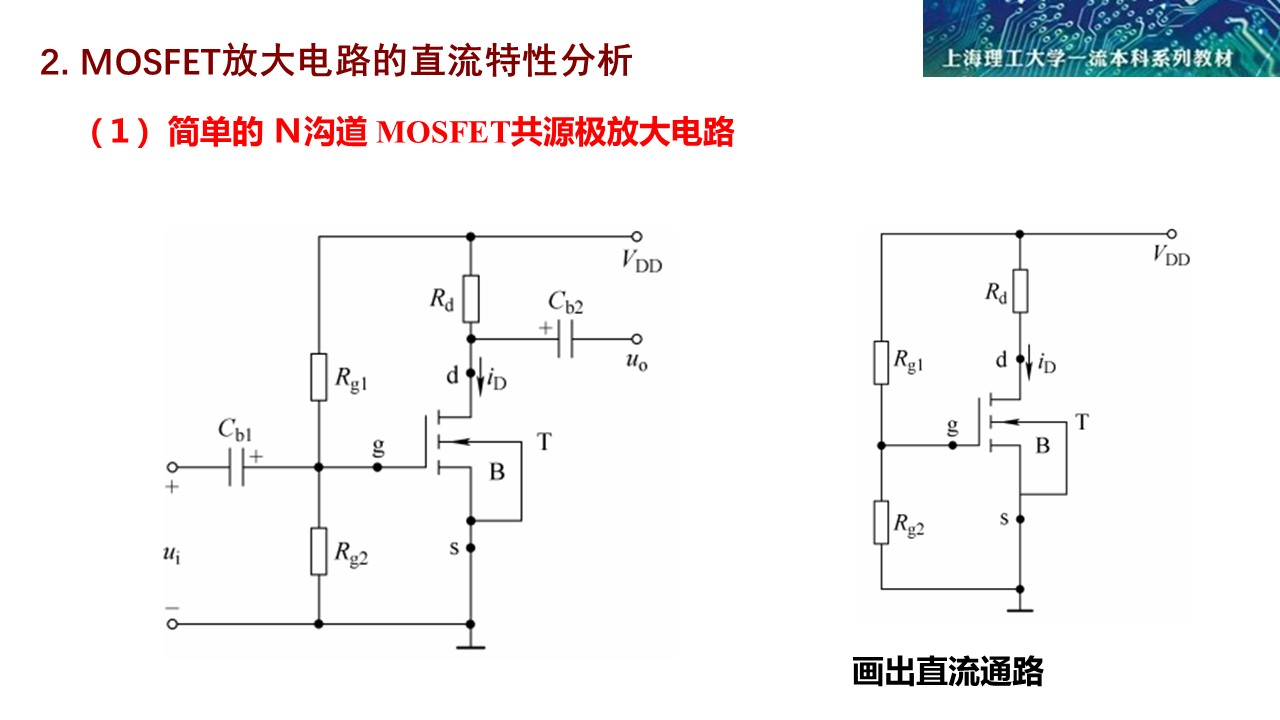 2. MOSFET放大电路的直流特性分析
上海理工大学一流本科系列教材
（1）简单的 N沟道 MOSFET共源极放大电路
VDD
Rd
Cb2
+
uo
d
iD
Rg1
Cb1
+
g
T
B
+
ui
Rg2
s
−
VDD
Rd
Rg1
d
iD
g
T
B
Rg2
s
画出直流通路